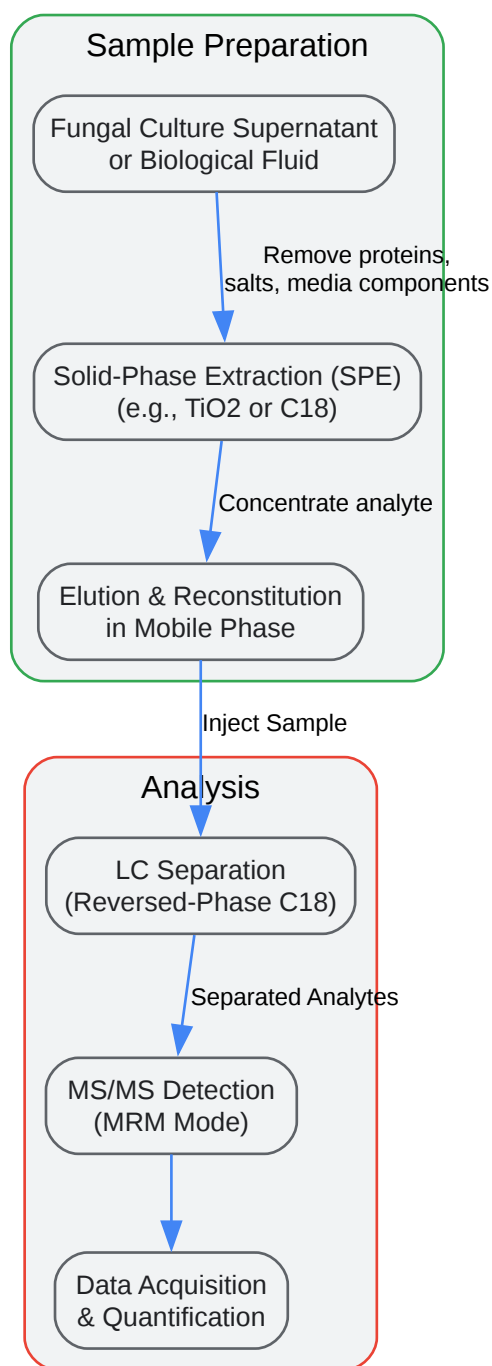 Sample Preparation
Fungal Culture Supernatant
or Biological Fluid
Remove proteins,
salts, media components
Solid-Phase Extraction (SPE)
(e.g., TiO2 or C18)
Concentrate analyte
Elution & Reconstitution
in Mobile Phase
Inject Sample
Analysis
LC Separation
(Reversed-Phase C18)
Separated Analytes
MS/MS Detection
(MRM Mode)
Data Acquisition
& Quantification